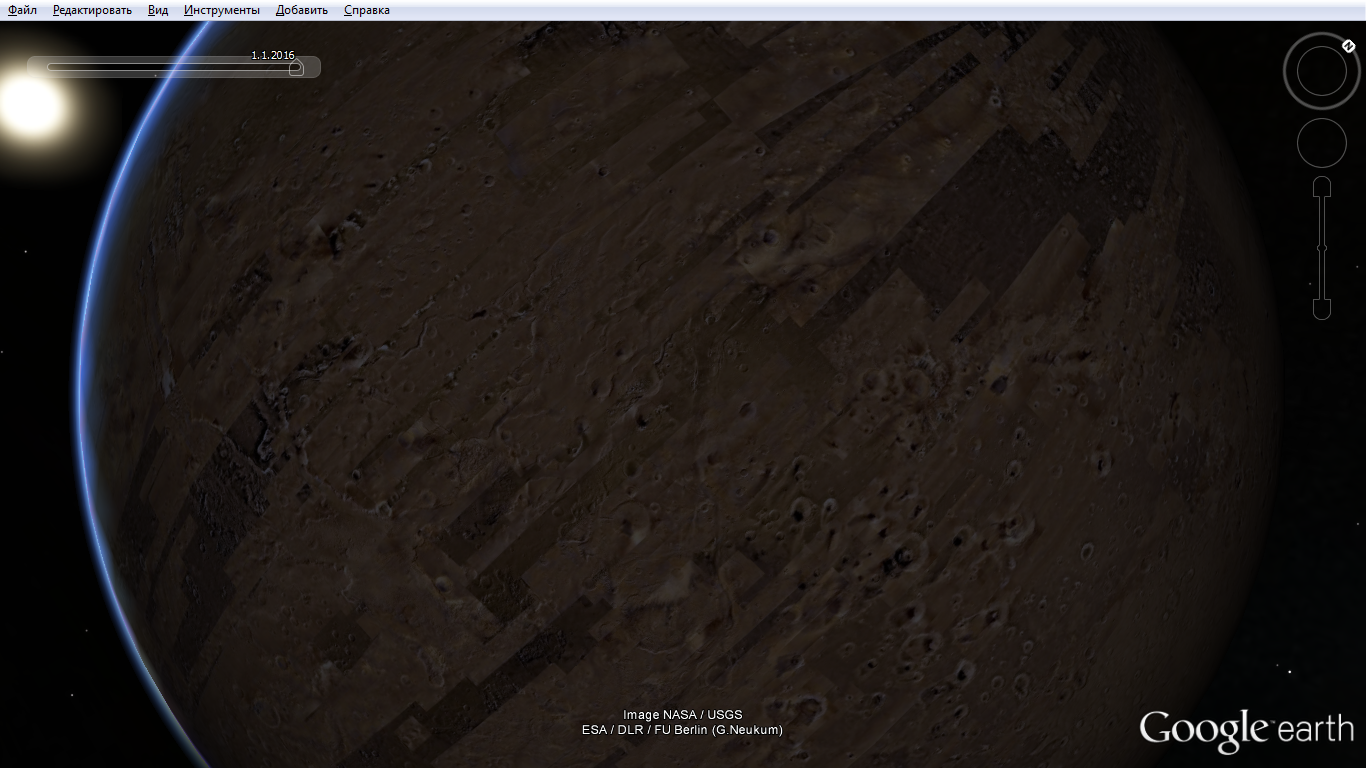 Файл Редактировать Вид Инструменты Добавить Справка
1.1.2016
N
Image NASA / USGS
ESA / DLR / FU Berlin (G.Neukum)
Google earth